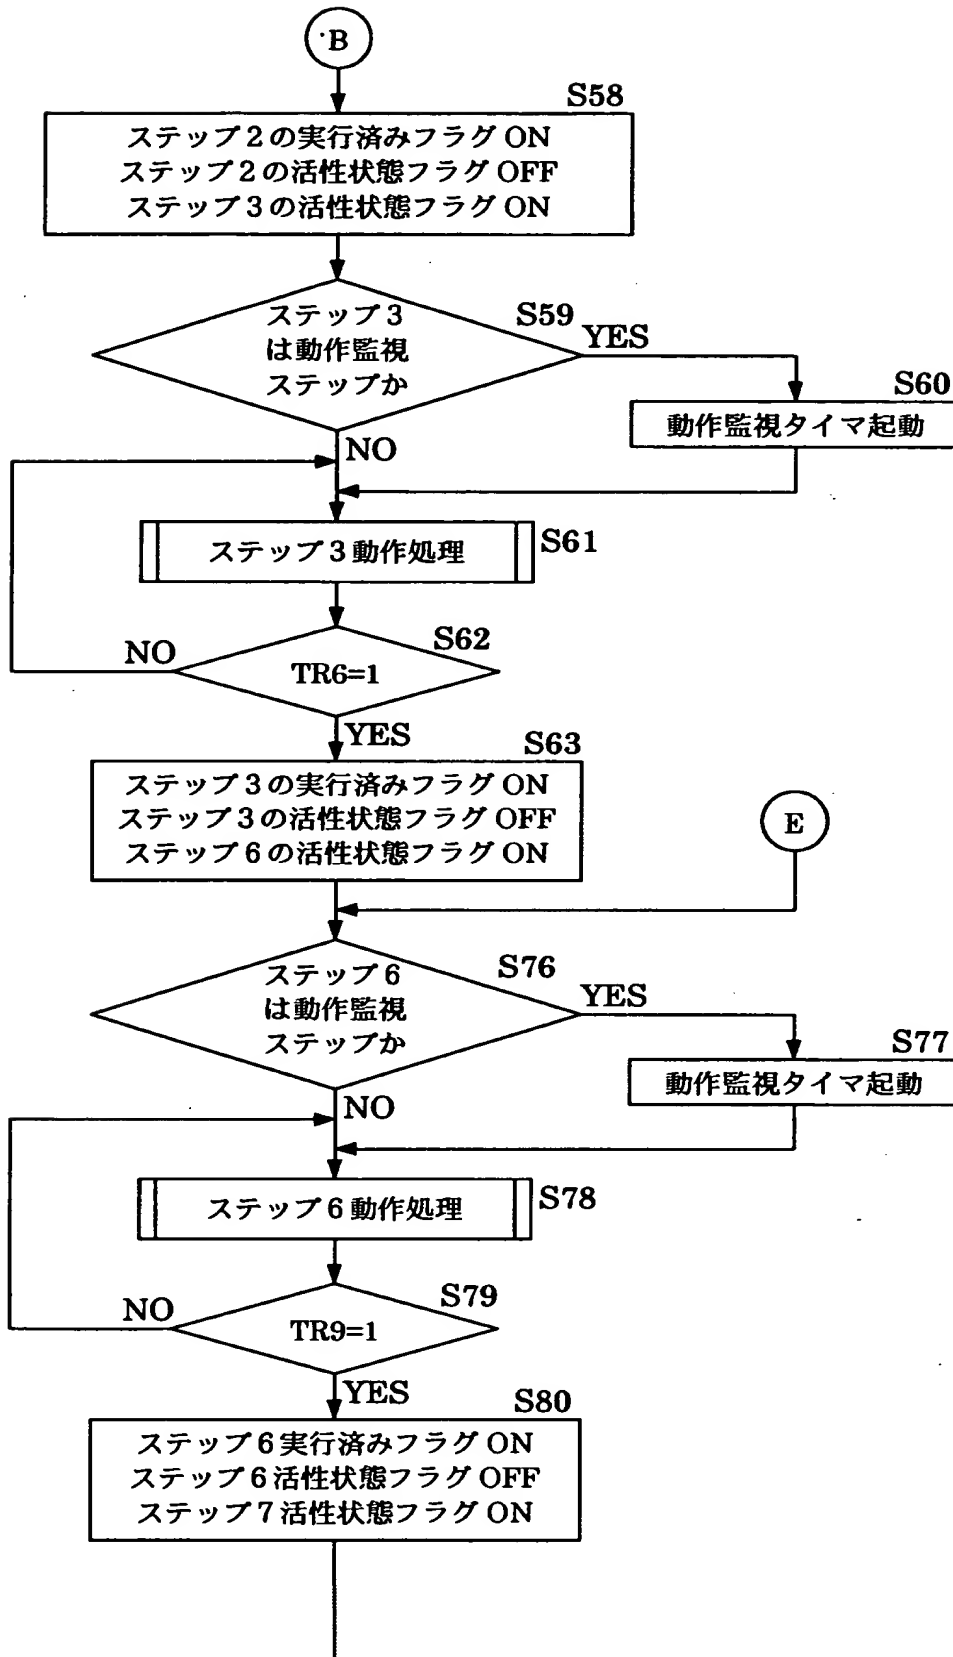 B
S58
ステップ2の実行済みフラグ ON
ステップ2の活性状態フラグ OFF
ステップ3の活性状態フラグ ON
ステップ3
は動作監視
ステップか
S59
YES
S60
動作監視タイマ起動
NO
ステップ3動作処理
S61
S62
NO
TR6=1
YES
S63
ステップ3の実行済みフラグ ON
ステップ3の活性状態フラグ OFF
ステップ6の活性状態フラグ ON
E
ステップ6
は動作監視
ステップか
S76
YES
S77
動作監視タイマ起動
NO
ステップ6動作処理
S78
S79
NO
TR9=1
YES
S80
ステップ6実行済みフラグ ON
ステップ6活性状態フラグ OFF
ステップ7活性状態フラグ ON